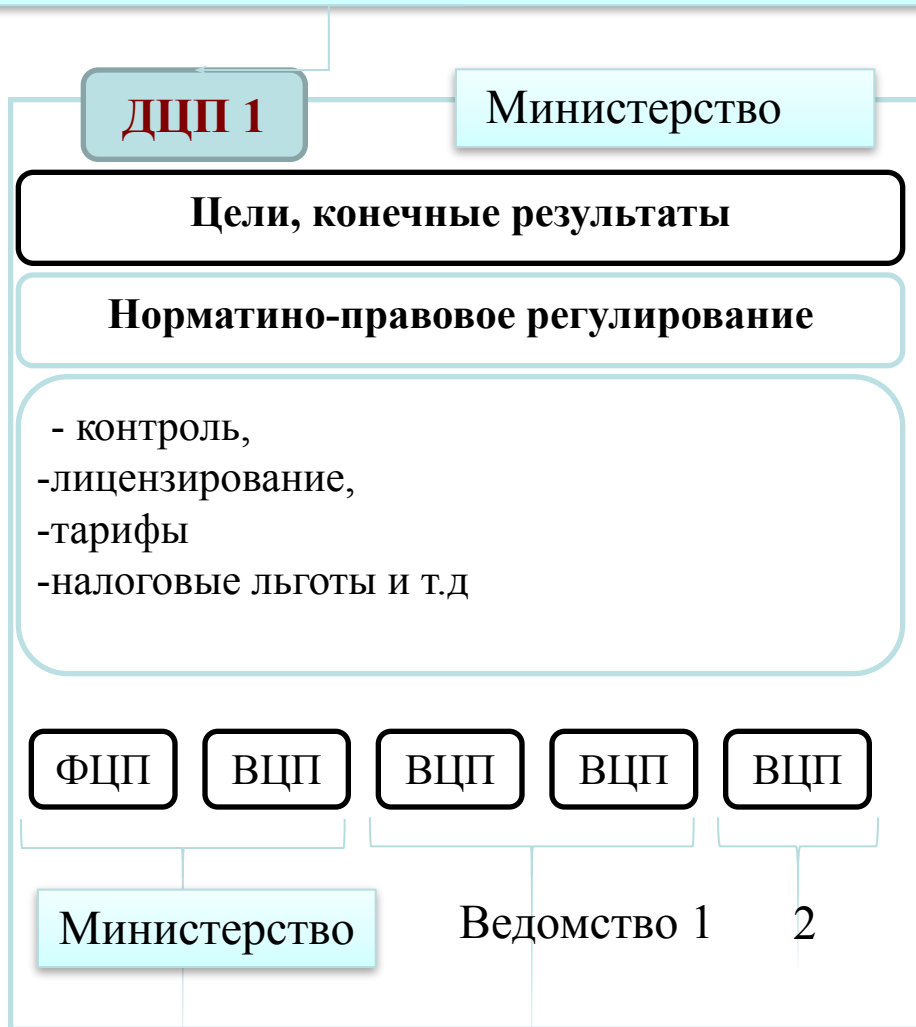 ДЦП 1
Министерство
Цели, конечные результаты
Норматино-правовое регулирование
- контроль,
-лицензирование,
-тарифы
-налоговые льготы и т.д
ФЦП ВЦП ВЦП ВЦП ВЦП
Министерство Ведомство 1 2